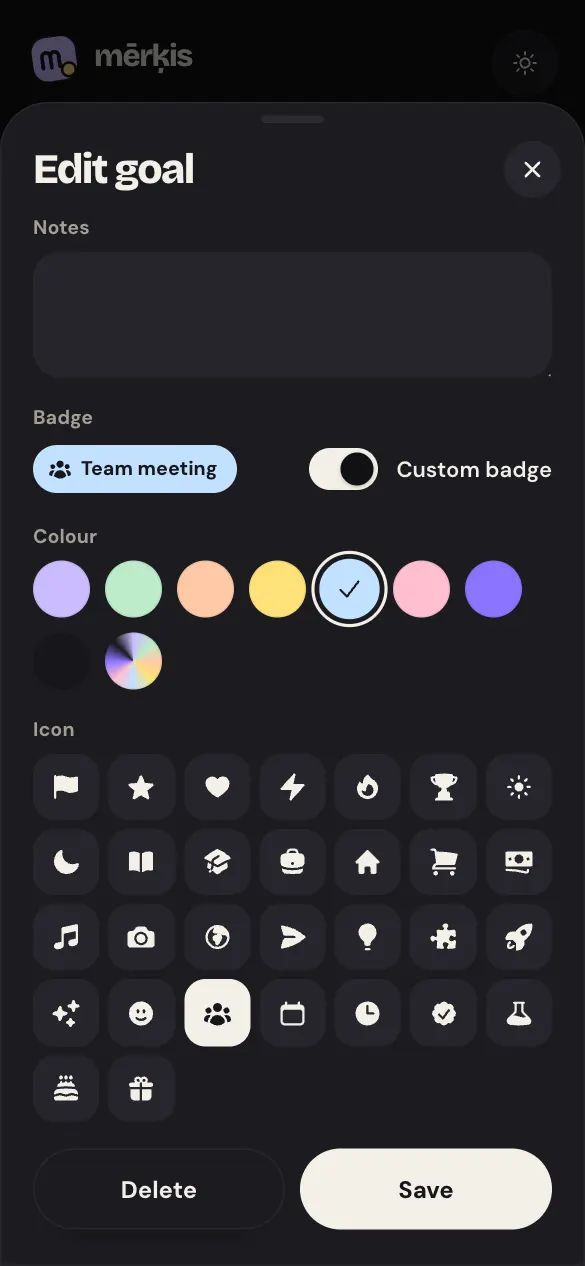 mērķis
Edit goal
Notes
Badge
Team meeting
Custom badge
Colour
Icon
Delete
Save